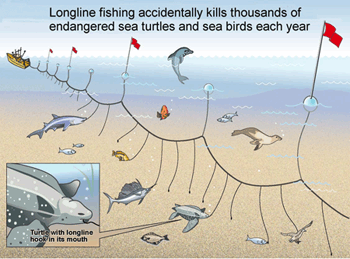 Longline fishing accidentally kills thousands of
endangered sea turtles and sea birds each year
Turtle with longline
hook in its mouth